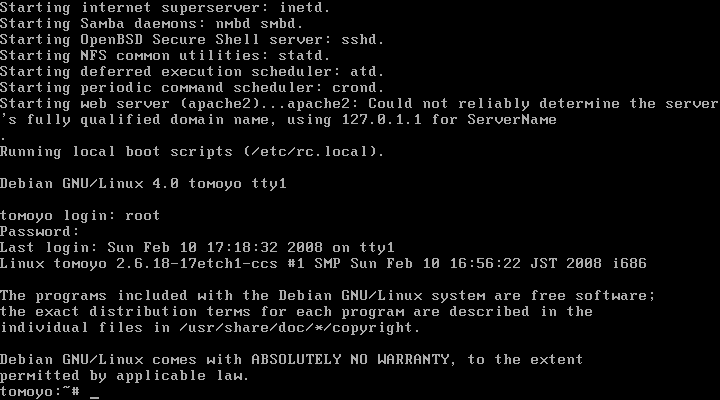 Starting internet superserver: inetd.
Starting Samba daemons: nmbd smbd.
Starting OpenBSD Secure Shell server: sshd.
Starting NFS common utilities: statd.
Starting deferred execution scheduler: atd.
Starting periodic command scheduler: crond.
Starting web server (apache2)...apache2: Could not reliably determine the server
's fully qualified domain name, using 127.0.1.1 for ServerName
.
Running local boot scripts (/etc/rc.local).
Debian GNU/Linux 4.0 tomoyo tty1
tomoyo login: root
Password:
Last login: Sun Feb 10 17:18:32 2008 on tty1
Linux tomoyo 2.6.18-17etch1-ccs #1 SMP Sun Feb 10 16:56:22 JST 2008 i686
The programs included with the Debian GNU/Linux system are free software;
the exact distribution terms for each program are described in the
individual files in /usr/share/doc/*/copyright.
Debian GNU/Linux comes with ABSOLUTELY NO WARRANTY, to the extent
permitted by applicable law.
tomoyo:~# _